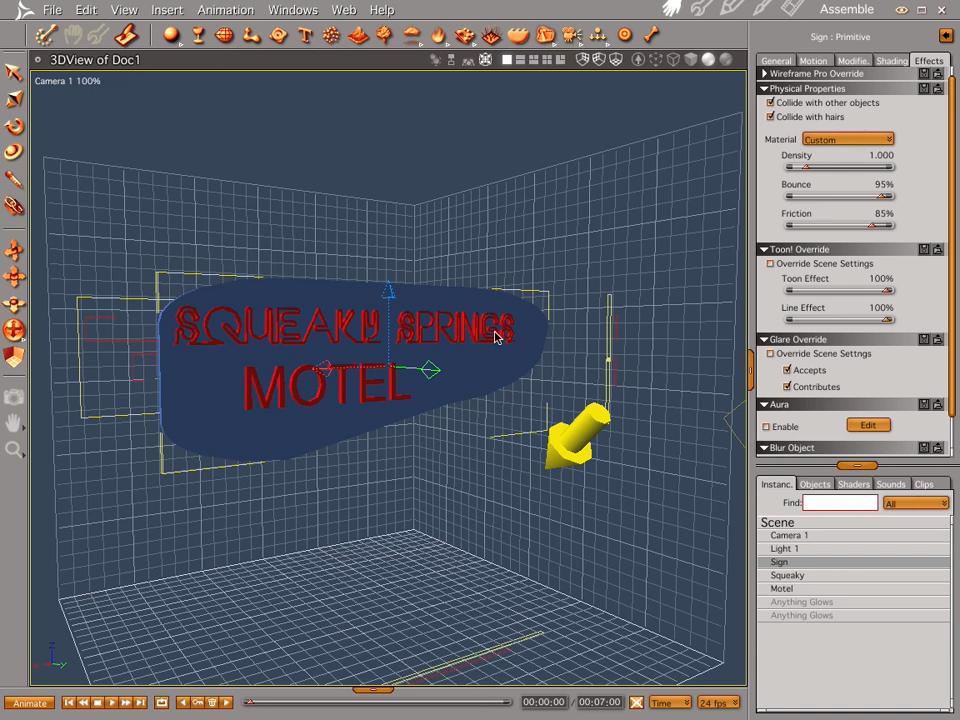 File Edit View Insert Animation Windows Web Help
Assemble
3DView of Doc1
Sign : Primitive
Camera 1 100%
General Motion Modifie. Shading Effects
Wireframe Pro Override
Physical Properties
Collide with other objects
Collide with hairs
Material Custom
Density 1.000
Bounce 95%
Friction 85%
Toon! Override
Override Scene Settings
Toon Effect 100%
Line Effect 100%
Glare Override
Override Scene Settngs
Accepts
Contributes
Aura
Enable Edit
Blur Object
SQUEAKY SPRINGS
MOTEL
Instanc. Objects Shaders Sounds Clips
Find: All
Scene
Camera 1
Light 1
Sign
Squeaky
Motel
Anything Glows
Anything Glows
Z
Y
Animate 00:00:00 / 00:07:00 Time 24 fps